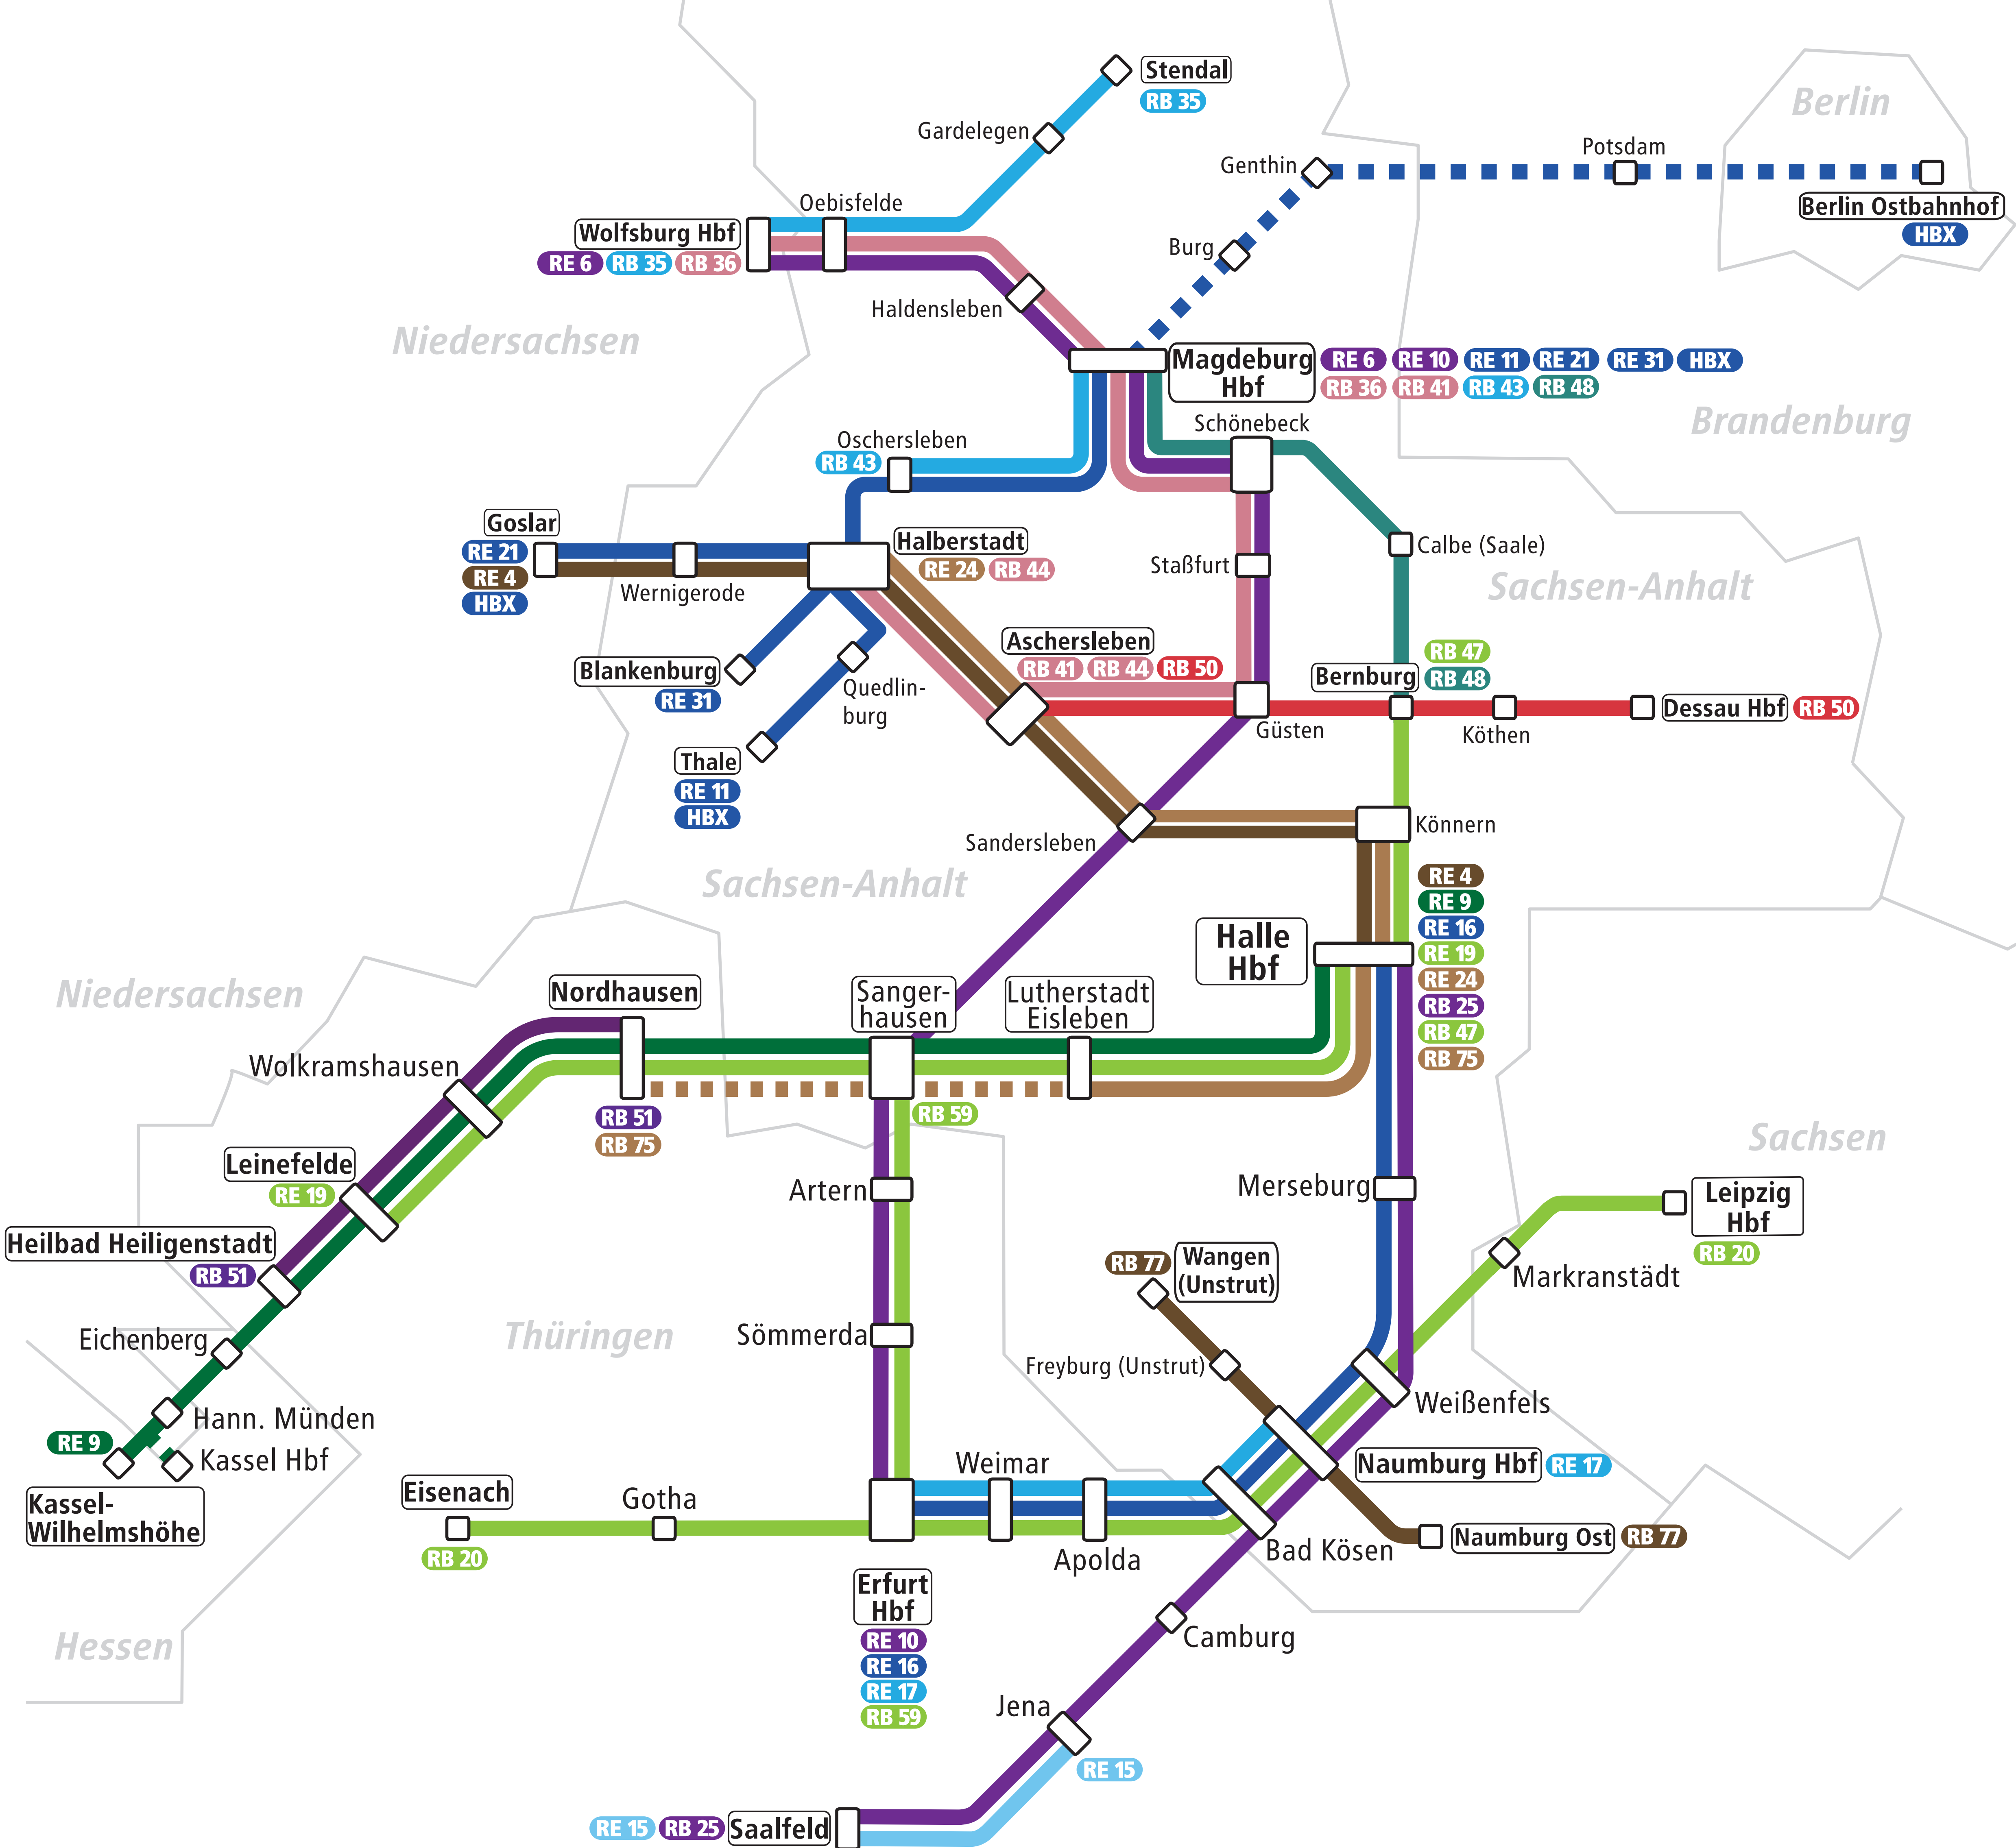 Stendal
RB 35
Gardelegen
Berlin
Genthin
Potsdam
Oebisfelde
Berlin Ostbahnhof
HBX
Wolfsburg Hbf
RE 6 RB 35 RB 36
Burg
Haldensleben
Niedersachsen
Magdeburg
Hbf
RE 6 RE 10 RE 11 RE 21 RE 31 HBX
RB 36 RB 41 RB 43 RB 48
Brandenburg
Schönebeck
Oschersleben
RB 43
Goslar
RE 21
RE 4
HBX
Wernigerode
Halberstadt
RE 24 RB 44
Staßfurt
Calbe (Saale)
Sachsen-Anhalt
Aschersleben
RB 41 RB 44 RB 50
Blankenburg
RE 31
Quedlin-
burg
Bernburg
RB 47
RB 48
Güsten
Köthen
Dessau Hbf RB 50
Thale
RE 11
HBX
Sandersleben
Könnern
Sachsen-Anhalt
RE 4
RE 9
RE 16
RE 19
RE 24
RB 25
RB 47
RB 75
Halle
Hbf
Niedersachsen
Nordhausen
Sanger-
hausen
Lutherstadt
Eisleben
Wolkramshausen
RB 51
RB 75
RB 59
Leinefelde
RE 19
Sachsen
Artern
Merseburg
Leipzig
Hbf
RB 20
Heilbad Heiligenstadt
RB 51
RB 77
Wangen
(Unstrut)
Markranstädt
Eichenberg
Thüringen
Sömmerda
Freyburg (Unstrut)
Weißenfels
Hann. Münden
RE 9
Kassel Hbf
Kassel-
Wilhelmshöhe
Weimar
Naumburg Hbf RE 17
Eisenach
RB 20
Gotha
Apolda
Bad Kösen
Naumburg Ost RB 77
Erfurt
Hbf
RE 10
RE 16
RE 17
RB 59
Hessen
Camburg
Jena
RE 15
RE 15 RB 25 Saalfeld